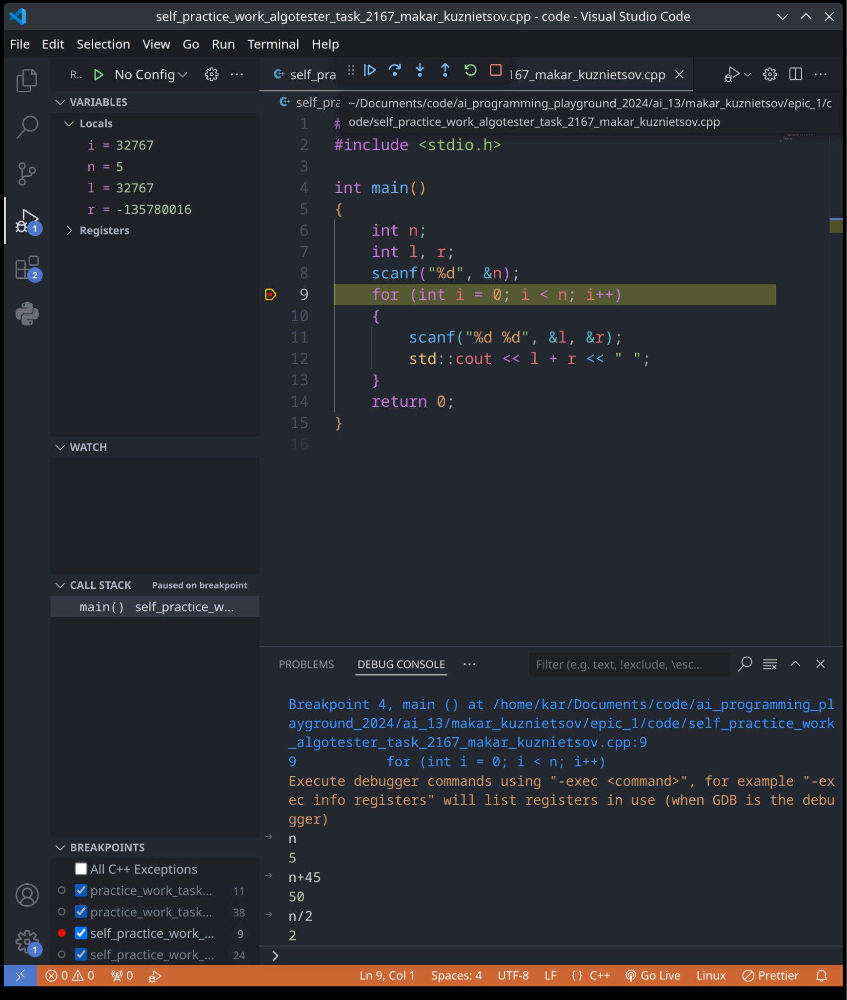 self_practice_work_algotester_task_2167_makar_kuznietsov.cpp - code - Visual Studio Code
File Edit Selection View Go Run Terminal Help
R.. No Config ···
self_pra 167_makar_kuznietsov.cpp
self_pra
~/Documents/code/ai_programming_playground_2024/ai_13/makar_kuznietsov/epic_1/c
ode/self_practice_work_algotester_task_2167_makar_kuznietsov.cpp
VARIABLES
Locals
i = 32767
n = 5
l = 32767
r = -135780016
Registers
1
2
1 #
2 #include <stdio.h>
3
4 int main()
5 {
6 int n;
7 int l, r;
8 scanf("%d", &n);
9 for (int i = 0; i < n; i++)
10 {
11 scanf("%d %d", &l, &r);
12 std::cout << l + r << " ";
13 }
14 return 0;
15 }
16
WATCH
CALL STACK Paused on breakpoint
main() self_practice_w...
PROBLEMS DEBUG CONSOLE ··· Filter (e.g. text, !exclude, \esc...
Breakpoint 4, main () at /home/kar/Documents/code/ai_programming_pl
ayground_2024/ai_13/makar_kuznietsov/epic_1/code/self_practice_work
_algotester_task_2167_makar_kuznietsov.cpp:9
9 for (int i = 0; i < n; i++)
Execute debugger commands using "-exec <command>", for example "-ex
ec info registers" will list registers in use (when GDB is the debu
gger)
n
5
n+45
50
n/2
2
BREAKPOINTS
All C++ Exceptions
practice_work_task... 11
practice_work_task... 38
self_practice_work_... 9
self_practice_work_... 24
1
0 0 0 Ln 9, Col 1 Spaces: 4 UTF-8 LF {} C++ Go Live Linux Prettier